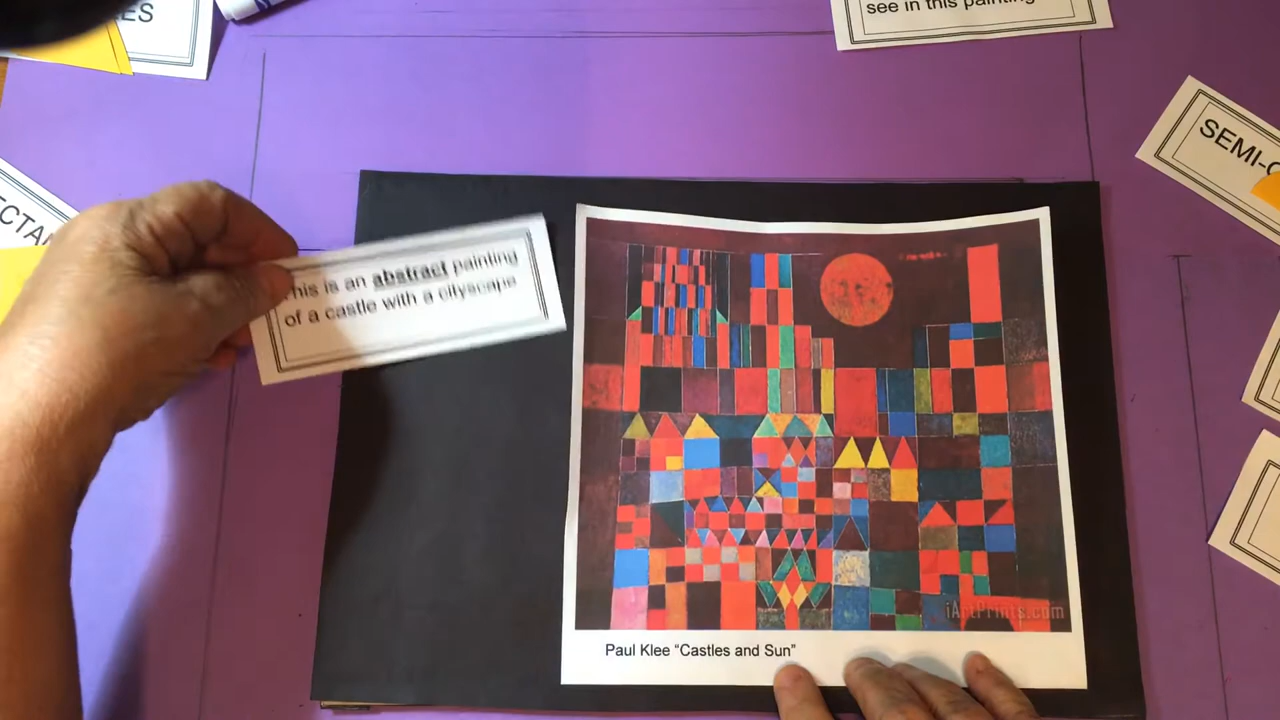 ES
see in this painting
SEMI-C
ECTAN
This is an abstract painting
of a castle with a cityscape
iArtPrints.com
Paul Klee “Castles and Sun”